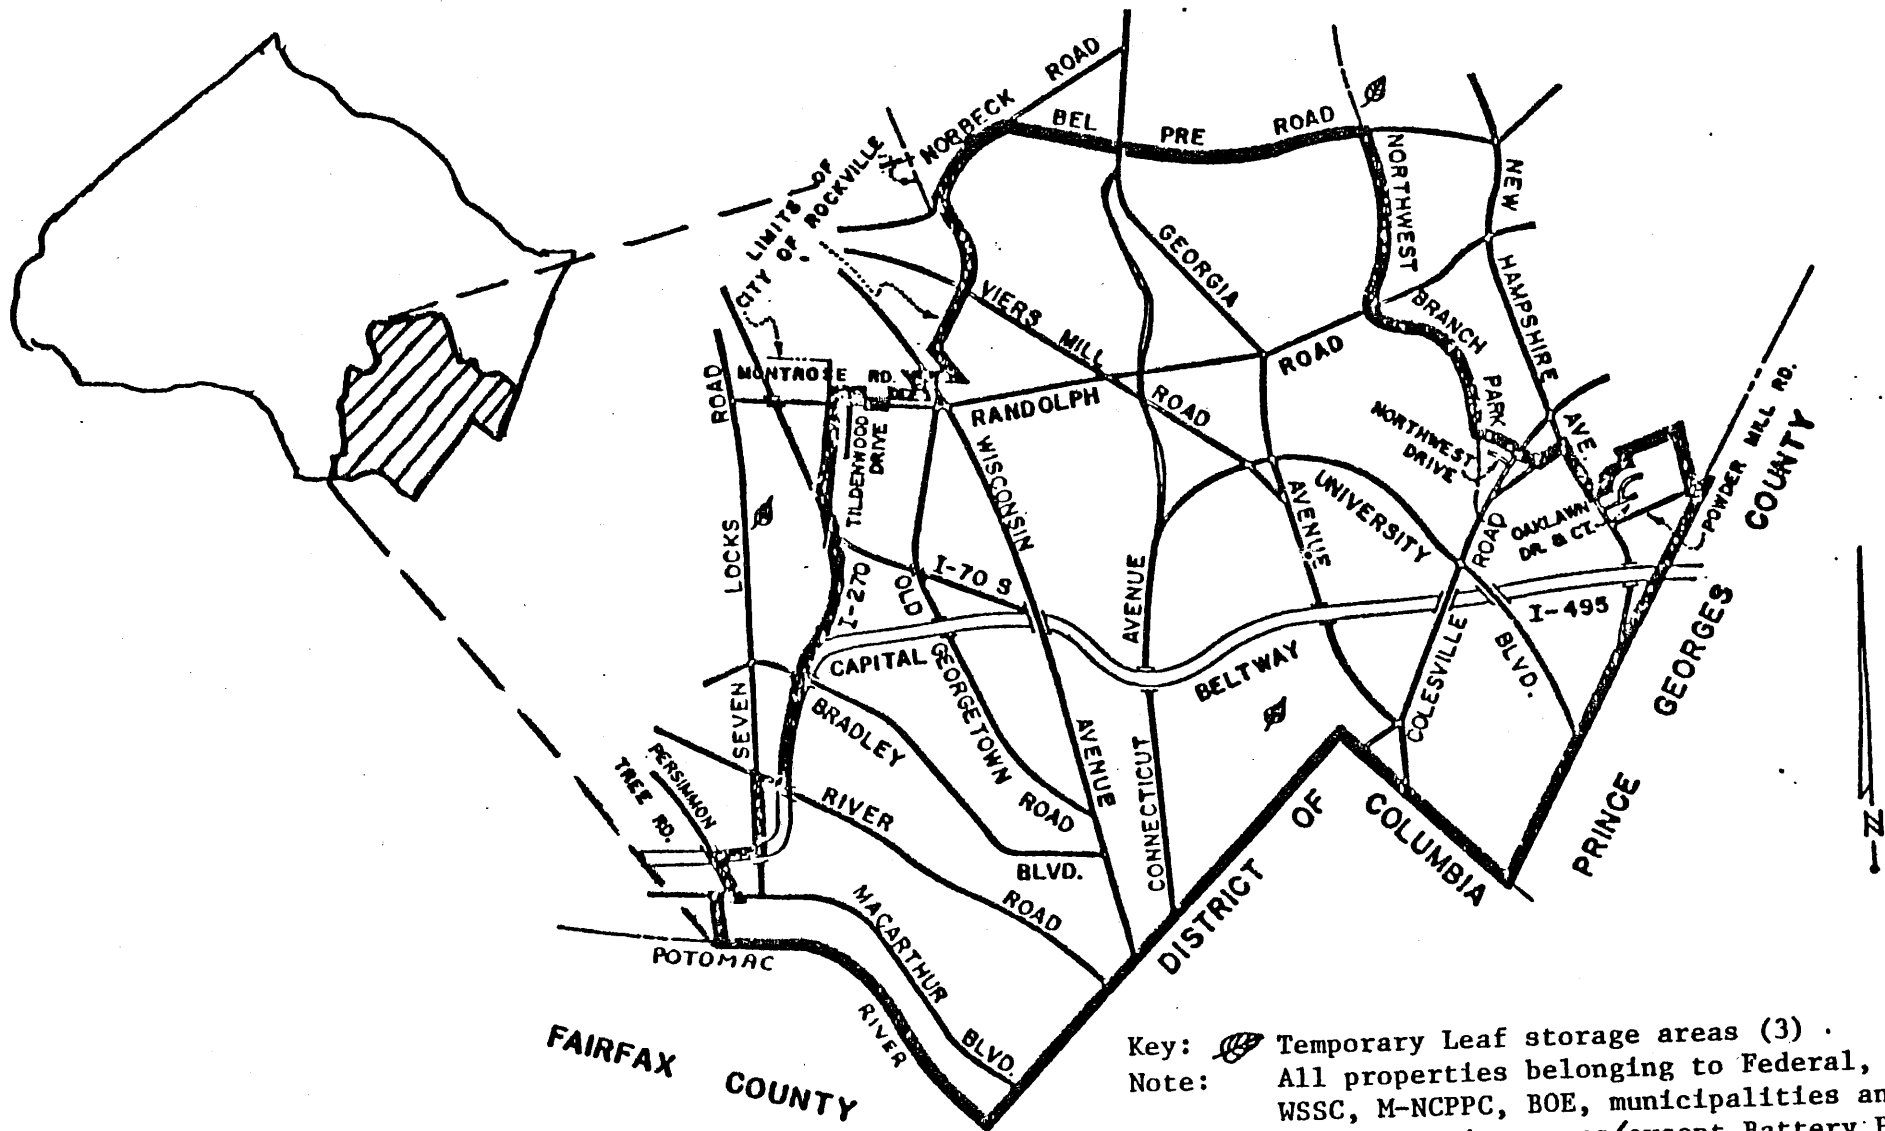 NORBECK ROAD
BEL PRE ROAD
LIMITS OF
CITY OF ROCKVILLE
NORTHWEST BRANCH PARK
NEW HAMPSHIRE AVE.
GEORGIA
AVENUE
VIERS MILL ROAD
MONTROSE RD.
RANDOLPH ROAD
TILDENWOOD
DRIVE
SEVEN LOCKS ROAD
WISCONSIN
AVENUE
NORTHWEST
DRIVE
UNIVERSITY
BLVD.
OAKLAWN
DR. & CT.
POWDER MILL RD.
I-270
I-70 S
OLD GEORGETOWN ROAD
CAPITAL BELTWAY
I-495
CONNECTICUT AVENUE
COLESVILLE ROAD
BRADLEY
BLVD.
PERSIMMON
TREE RD.
RIVER
ROAD
MACARTHUR
BLVD.
POTOMAC
RIVER
PRINCE GEORGES COUNTY
DISTRICT OF COLUMBIA
FAIRFAX COUNTY
N
Key: Temporary Leaf storage areas (3) .
Note: All properties belonging to Federal,
WSSC, M-NCPPC, BOE, municipalities